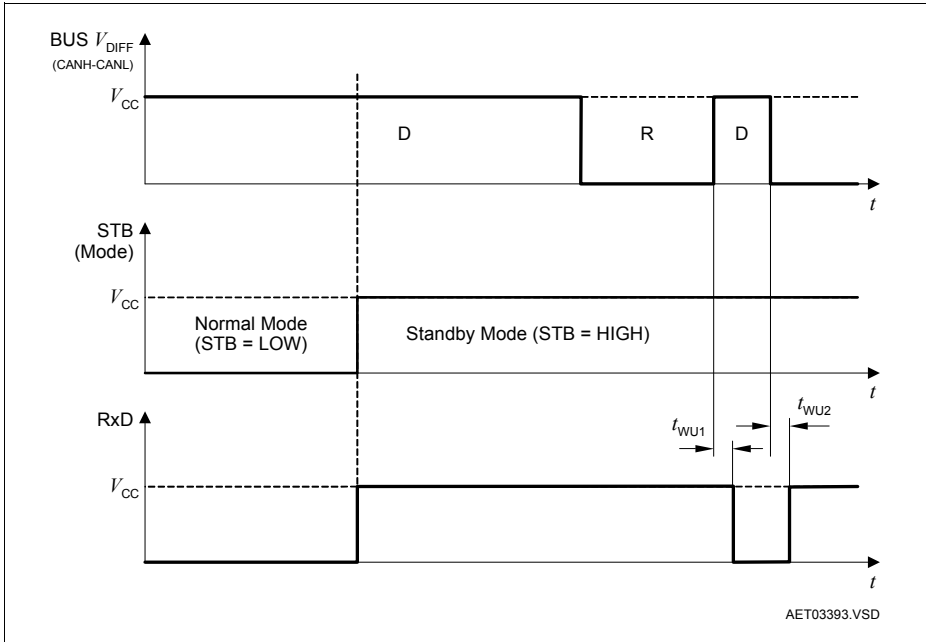 BUS VDIFF
(CANH-CANL)
VCC
D
R
D
t
STB
(Mode)
VCC
Normal Mode
(STB = LOW)
Standby Mode (STB = HIGH)
t
RxD
tWU1
tWU2
VCC
t
AET03393.VSD